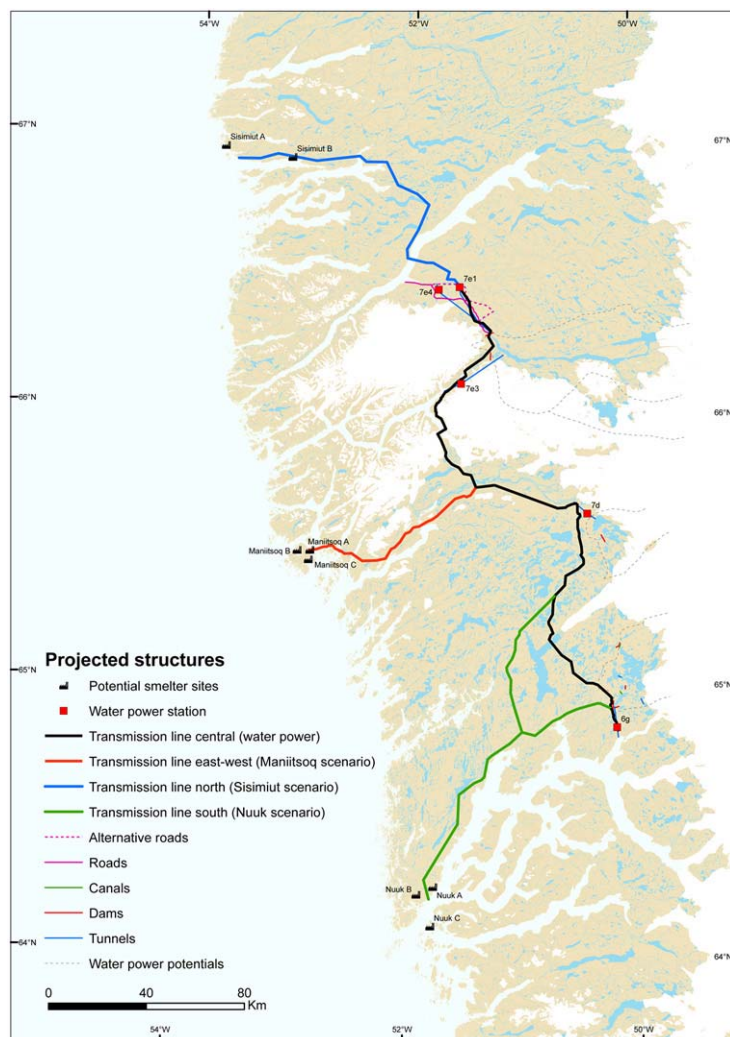 54°W
52°W
50°W
67°N
67°N
Sisimiut A
Sisimiut B
7e1
7e4
7e3
66°N
66°N
7d
Maniitsoq A
Maniitsoq B
Maniitsoq C
65°N
65°N
6g
Projected structures
Potential smelter sites
Water power station
Transmission line central (water power)
Transmission line east-west (Maniitsoq scenario)
Transmission line north (Sisimiut scenario)
Transmission line south (Nuuk scenario)
Alternative roads
Roads
Canals
Dams
Tunnels
Water power potentials
Nuuk B
Nuuk A
Nuuk C
64°N
64°N
0 40 80
Km
54°W
52°W
50°W